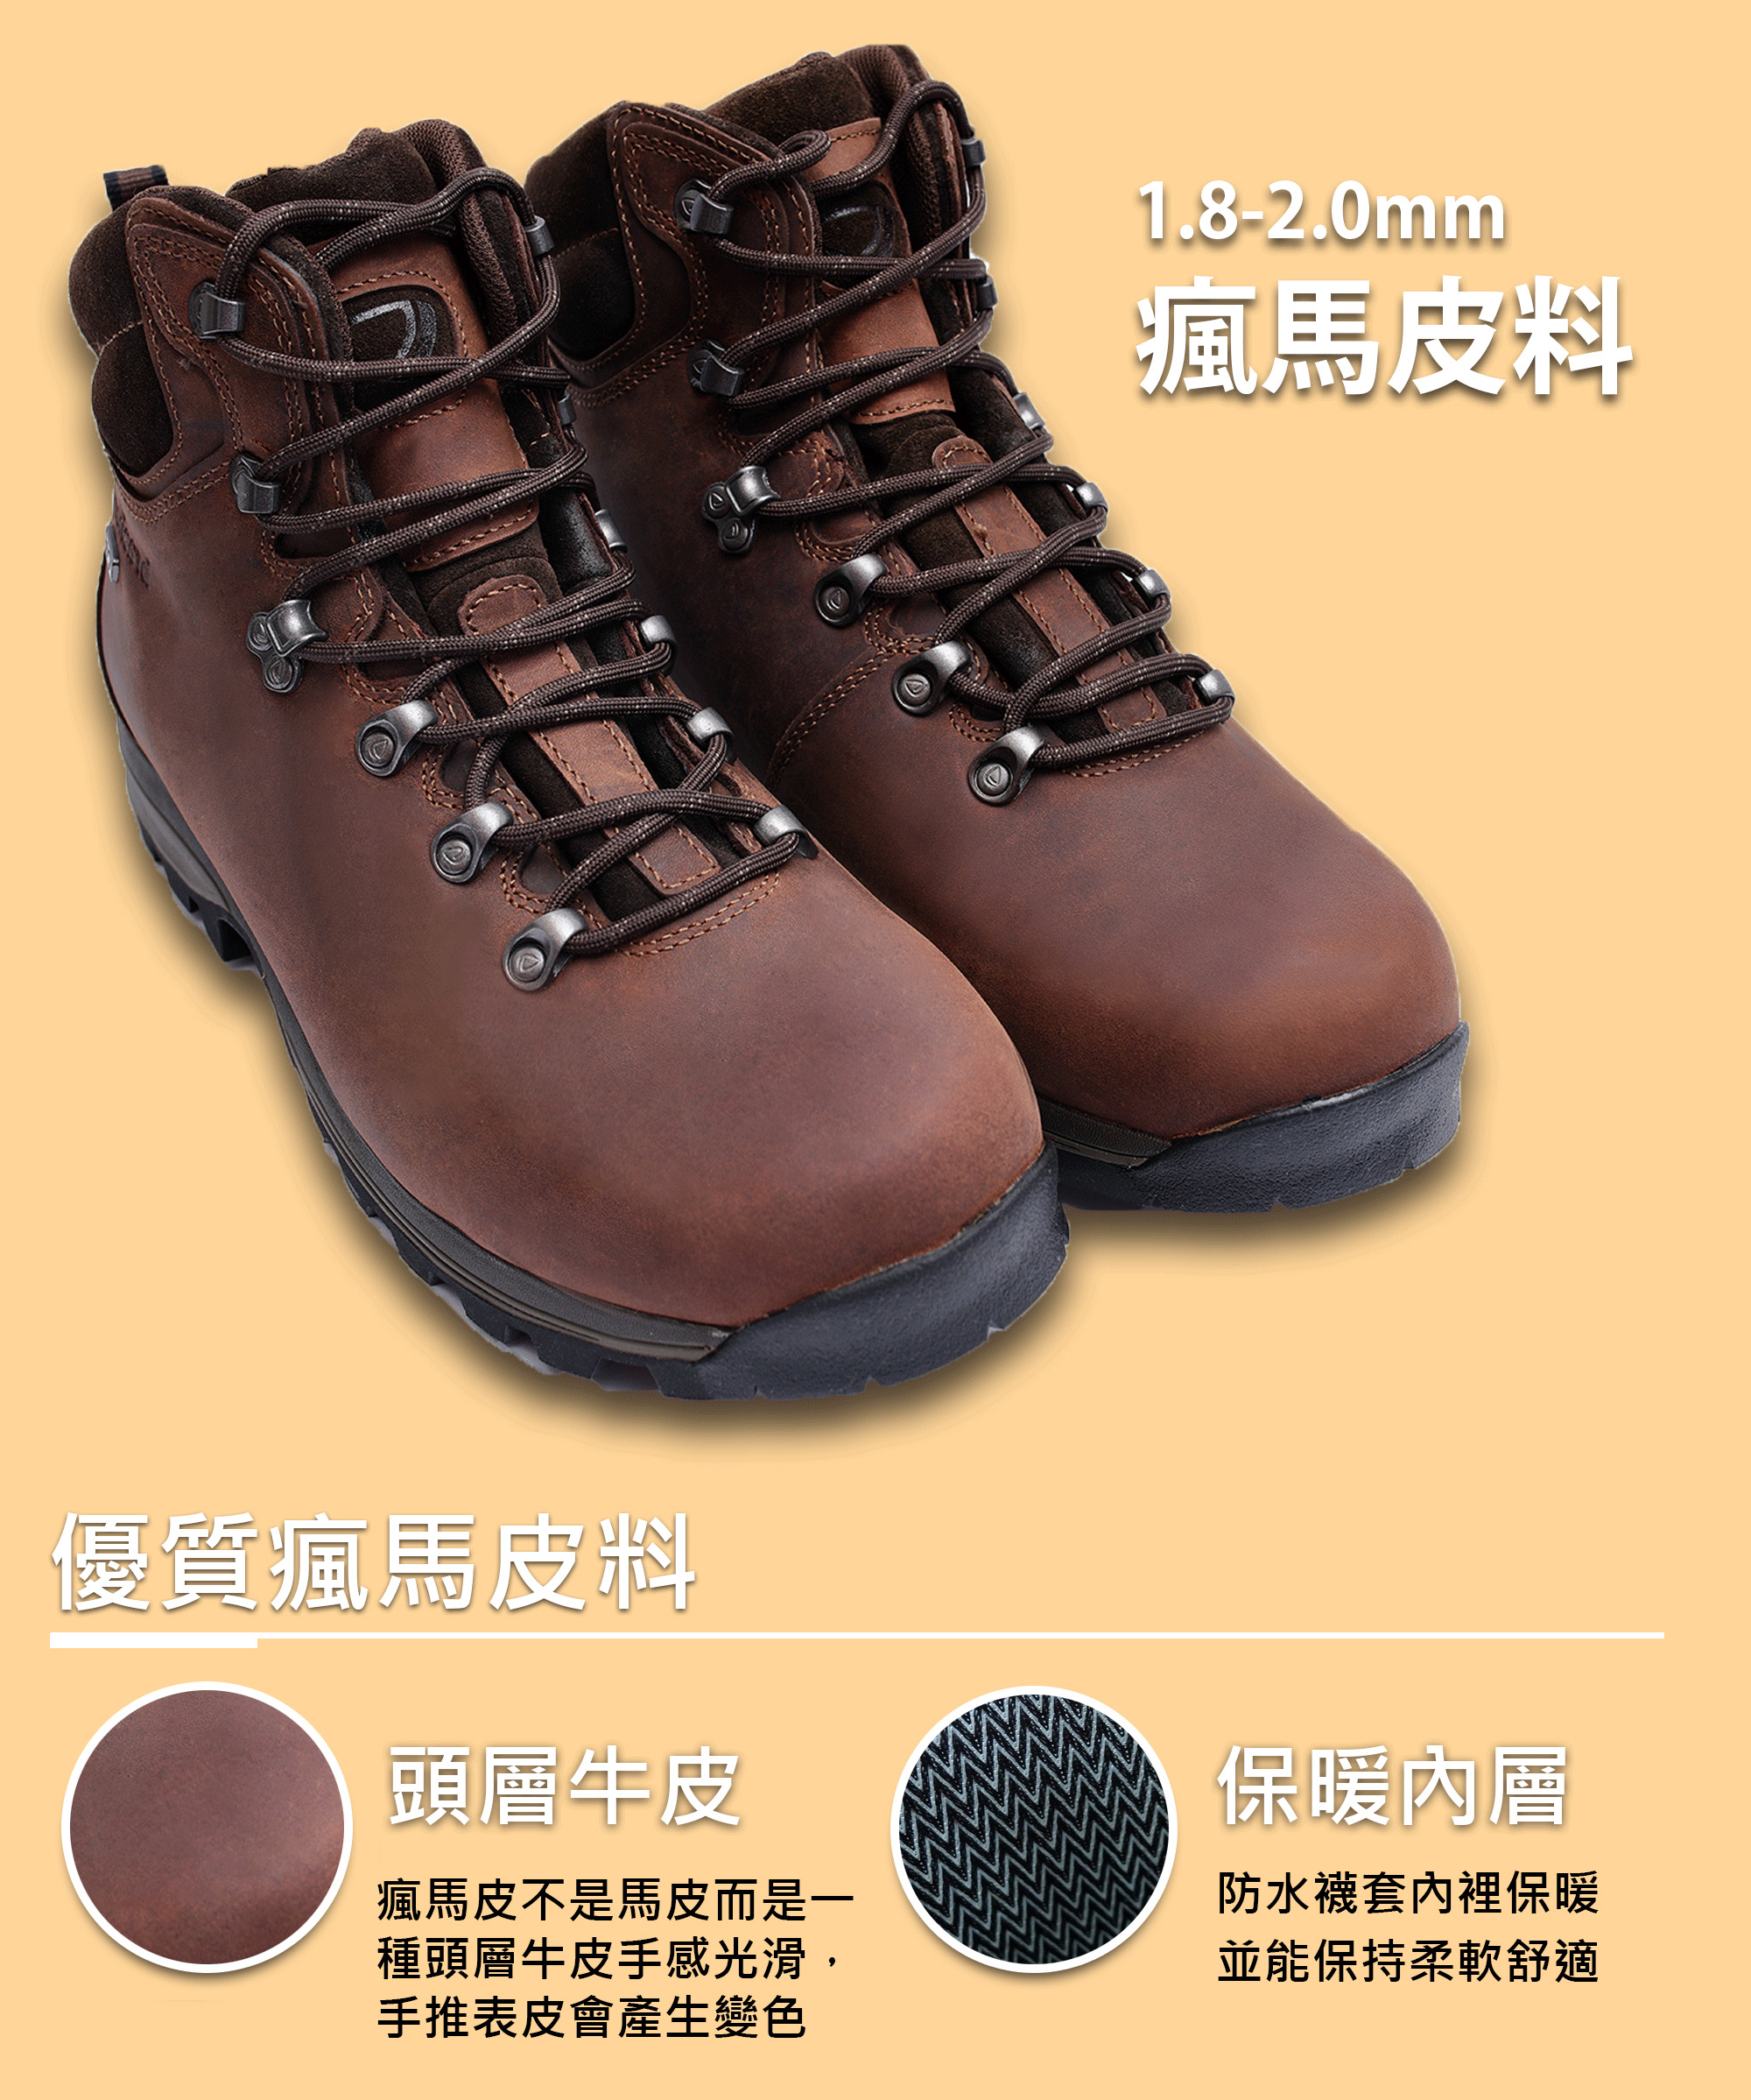 1.8-2.0mm
瘋馬皮料
優質瘋馬皮料
頭層牛皮
瘋馬皮不是馬皮而是一
種頭層牛皮手感光滑，
手推表皮會產生變色
保暖內層
防水襪套內裡保暖
並能保持柔軟舒適